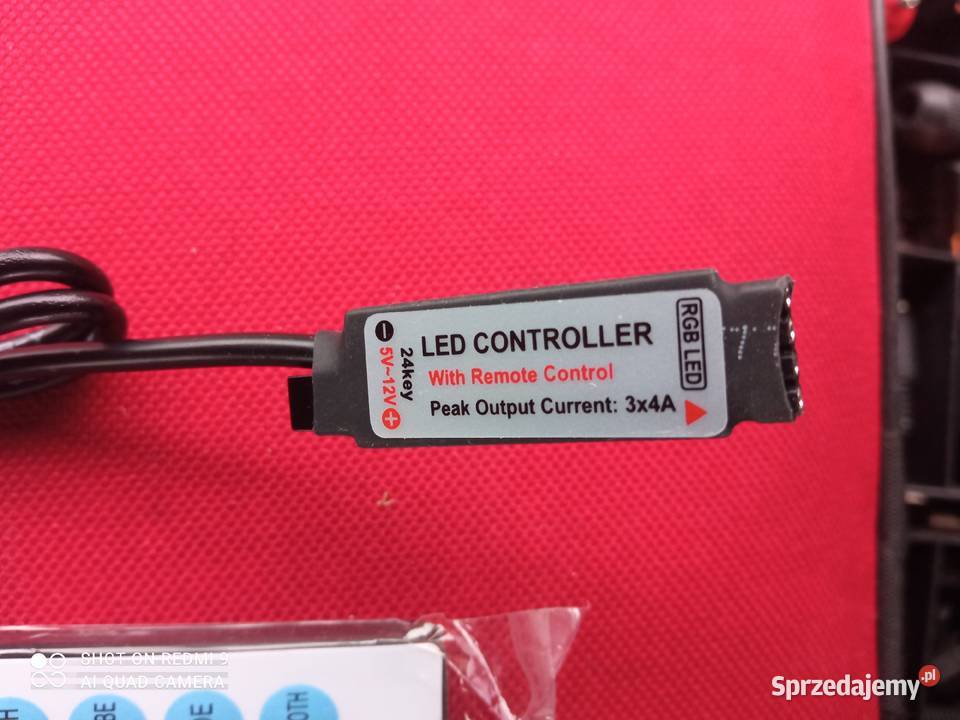 LED CONTROLLER
With Remote Control
Peak Output Current: 3x4A
RGB LED
24key
5V~12V
SHOT ON REDMI 9
AI QUAD CAMERA
Sprzedajemy.pl